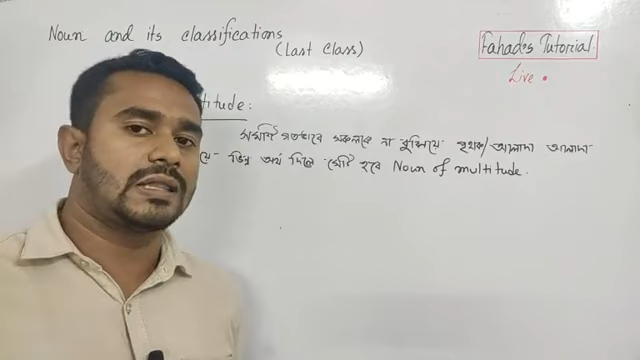 Noun and its classifications
(Last Class)
Fahades Tutorial
Live
titude:
সমষ্টি গতভাবে সকলকে না বুঝিয়ে পৃথক/আলাদা আলাদা
ভিন্ন অর্থ দিলে সেটি হবে Noun of multitude.